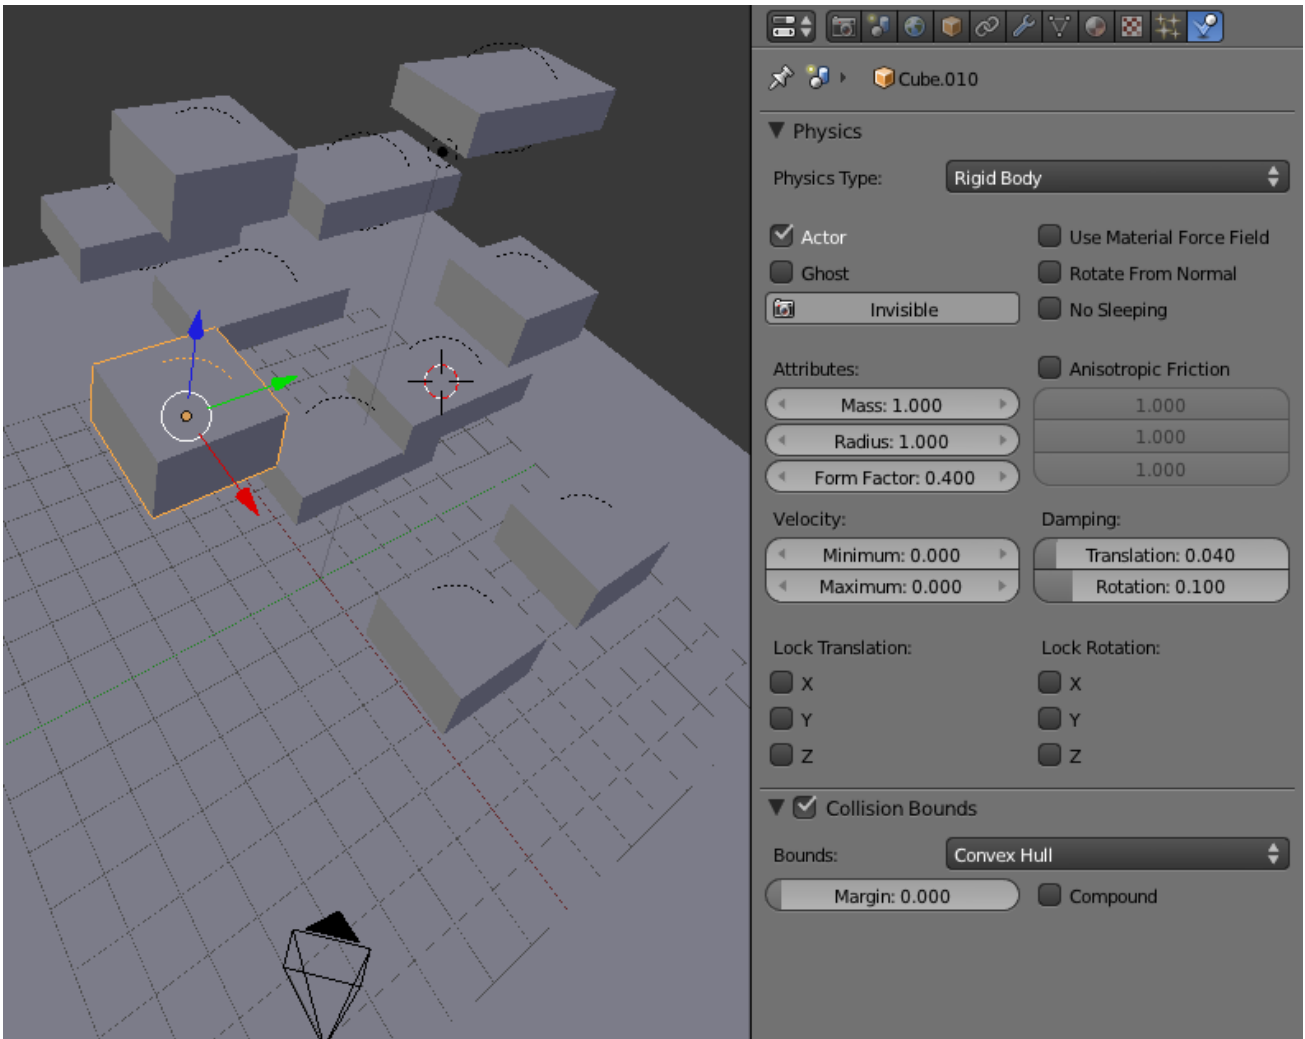 Cube.010
Physics
Physics Type: Rigid Body
Actor Use Material Force Field
Ghost Rotate From Normal
Invisible No Sleeping
Attributes: Anisotropic Friction
Mass: 1.000 1.000
Radius: 1.000 1.000
Form Factor: 0.400 1.000
Velocity: Damping:
Minimum: 0.000 Translation: 0.040
Maximum: 0.000 Rotation: 0.100
Lock Translation: Lock Rotation:
X X
Y Y
Z Z
Collision Bounds
Bounds: Convex Hull
Margin: 0.000 Compound